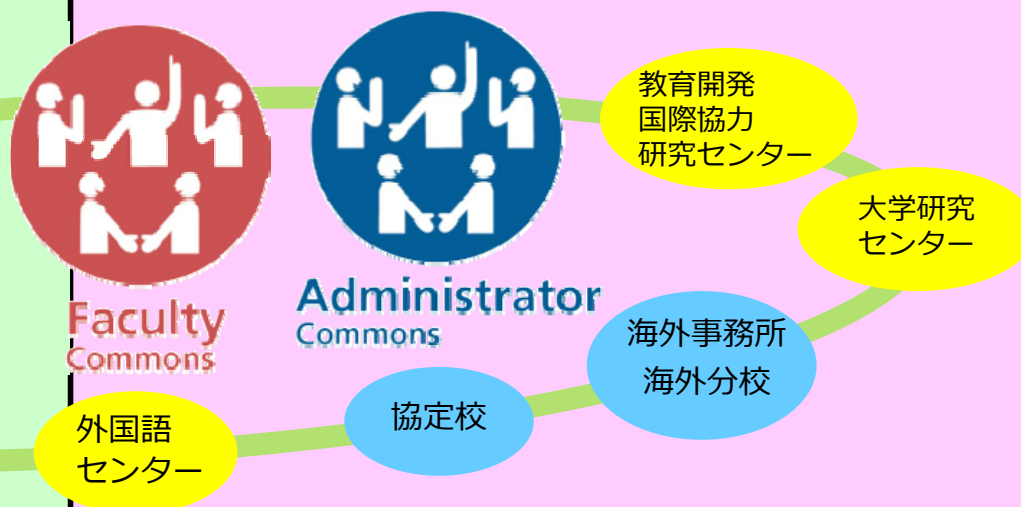 Faculty
Commons
Administrator
Commons
教育開発
国際協力
研究センター
大学研究
センター
海外事務所
海外分校
協定校
外国語
センター